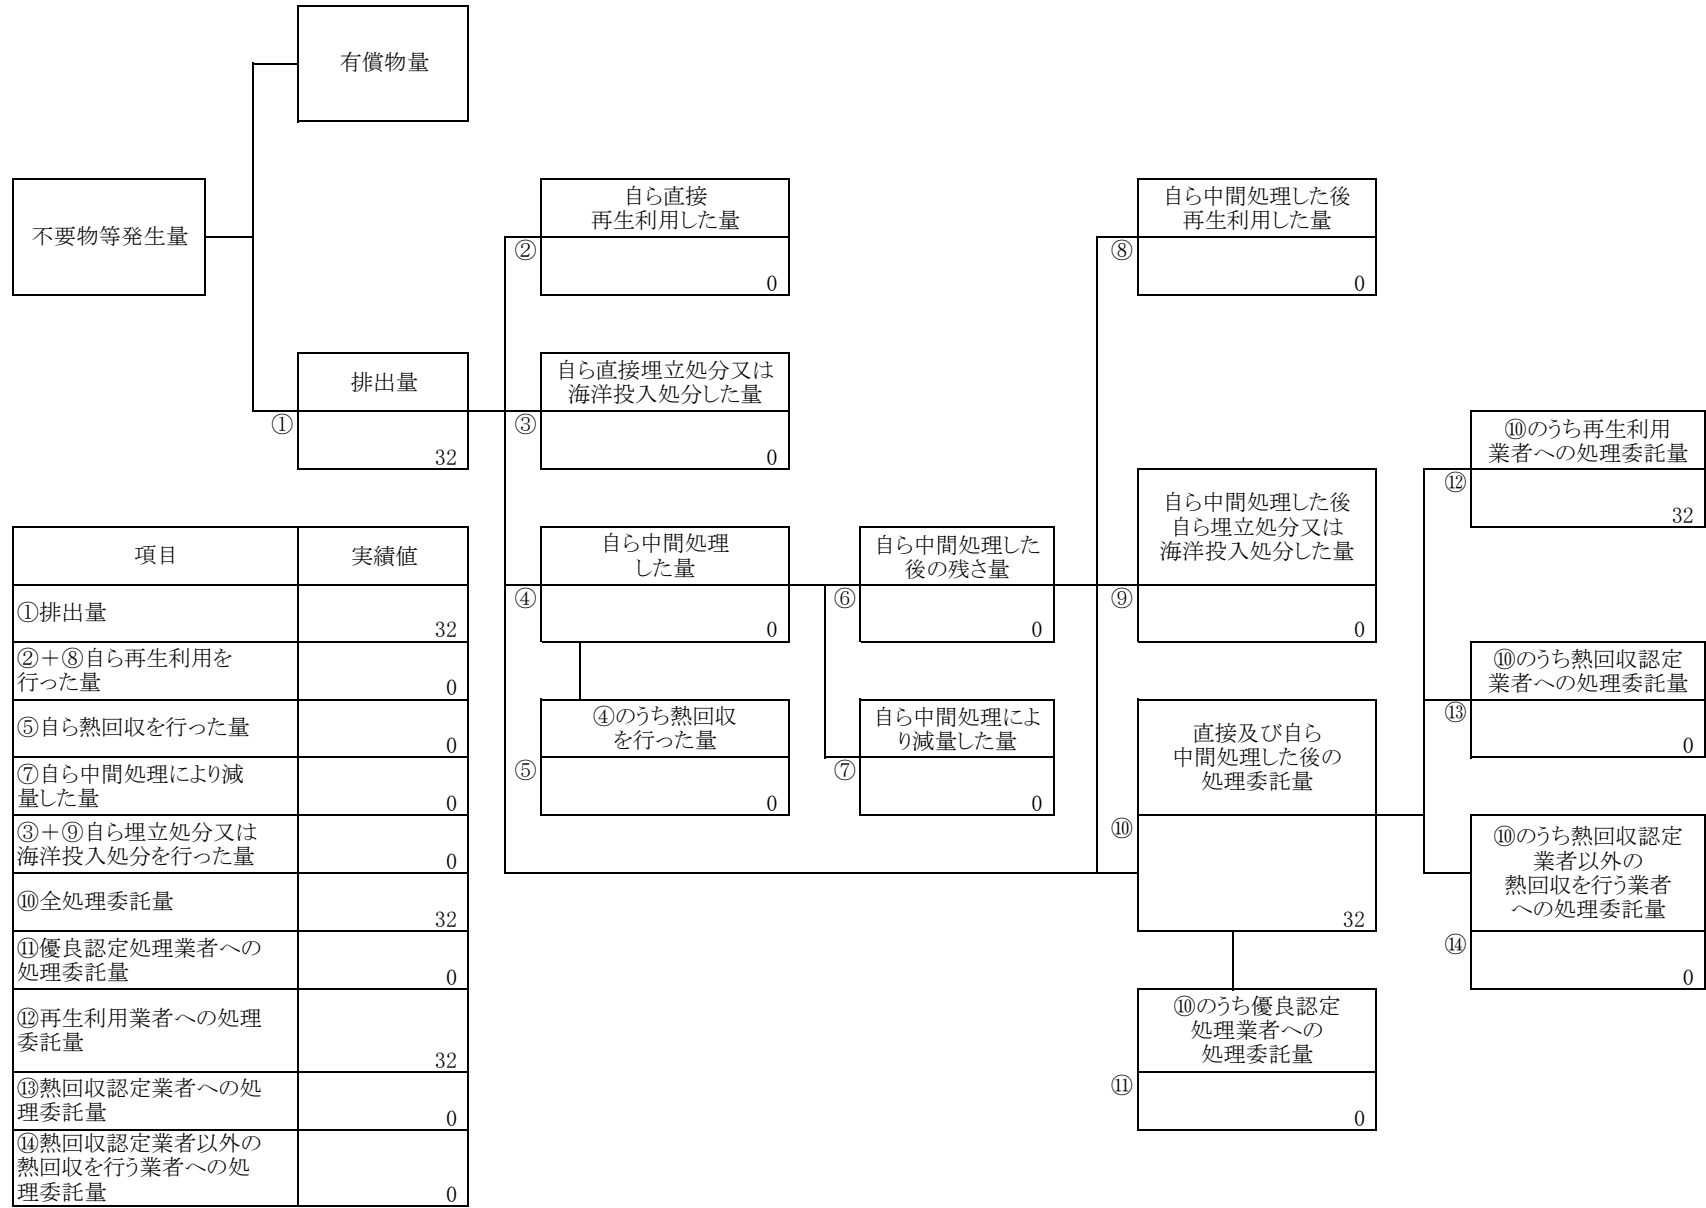 有償物量
不要物等発生量
自ら直接
再生利用した量
②
0
自ら中間処理した後
再生利用した量
⑧
0
排出量
①
32
自ら直接埋立処分又は
海洋投入処分した量
③
0
⑩のうち再生利用
業者への処理委託量
⑫
32
自ら中間処理
した量
④
0
自ら中間処理した
後の残さ量
⑥
0
自ら中間処理した後
自ら埋立処分又は
海洋投入処分した量
⑨
0
⑩のうち熱回収認定
業者への処理委託量
⑬
0
④のうち熱回収
を行った量
⑤
0
自ら中間処理によ
り減量した量
⑦
0
直接及び自ら
中間処理した後の
処理委託量
⑩
32
⑩のうち熱回収認定
業者以外の
熱回収を行う業者
への処理委託量
⑭
0
⑩のうち優良認定
処理業者への
処理委託量
⑪
0
項目 実績値
①排出量
32
②+⑧自ら再生利用を
行った量
0
⑤自ら熱回収を行った量
0
⑦自ら中間処理により減
量した量
0
③+⑨自ら埋立処分又は
海洋投入処分を行った量
0
⑩全処理委託量
32
⑪優良認定処理業者への
処理委託量
0
⑫再生利用業者への処理
委託量
32
⑬熱回収認定業者への処
理委託量
0
⑭熱回収認定業者以外の
熱回収を行う業者への処
理委託量
0